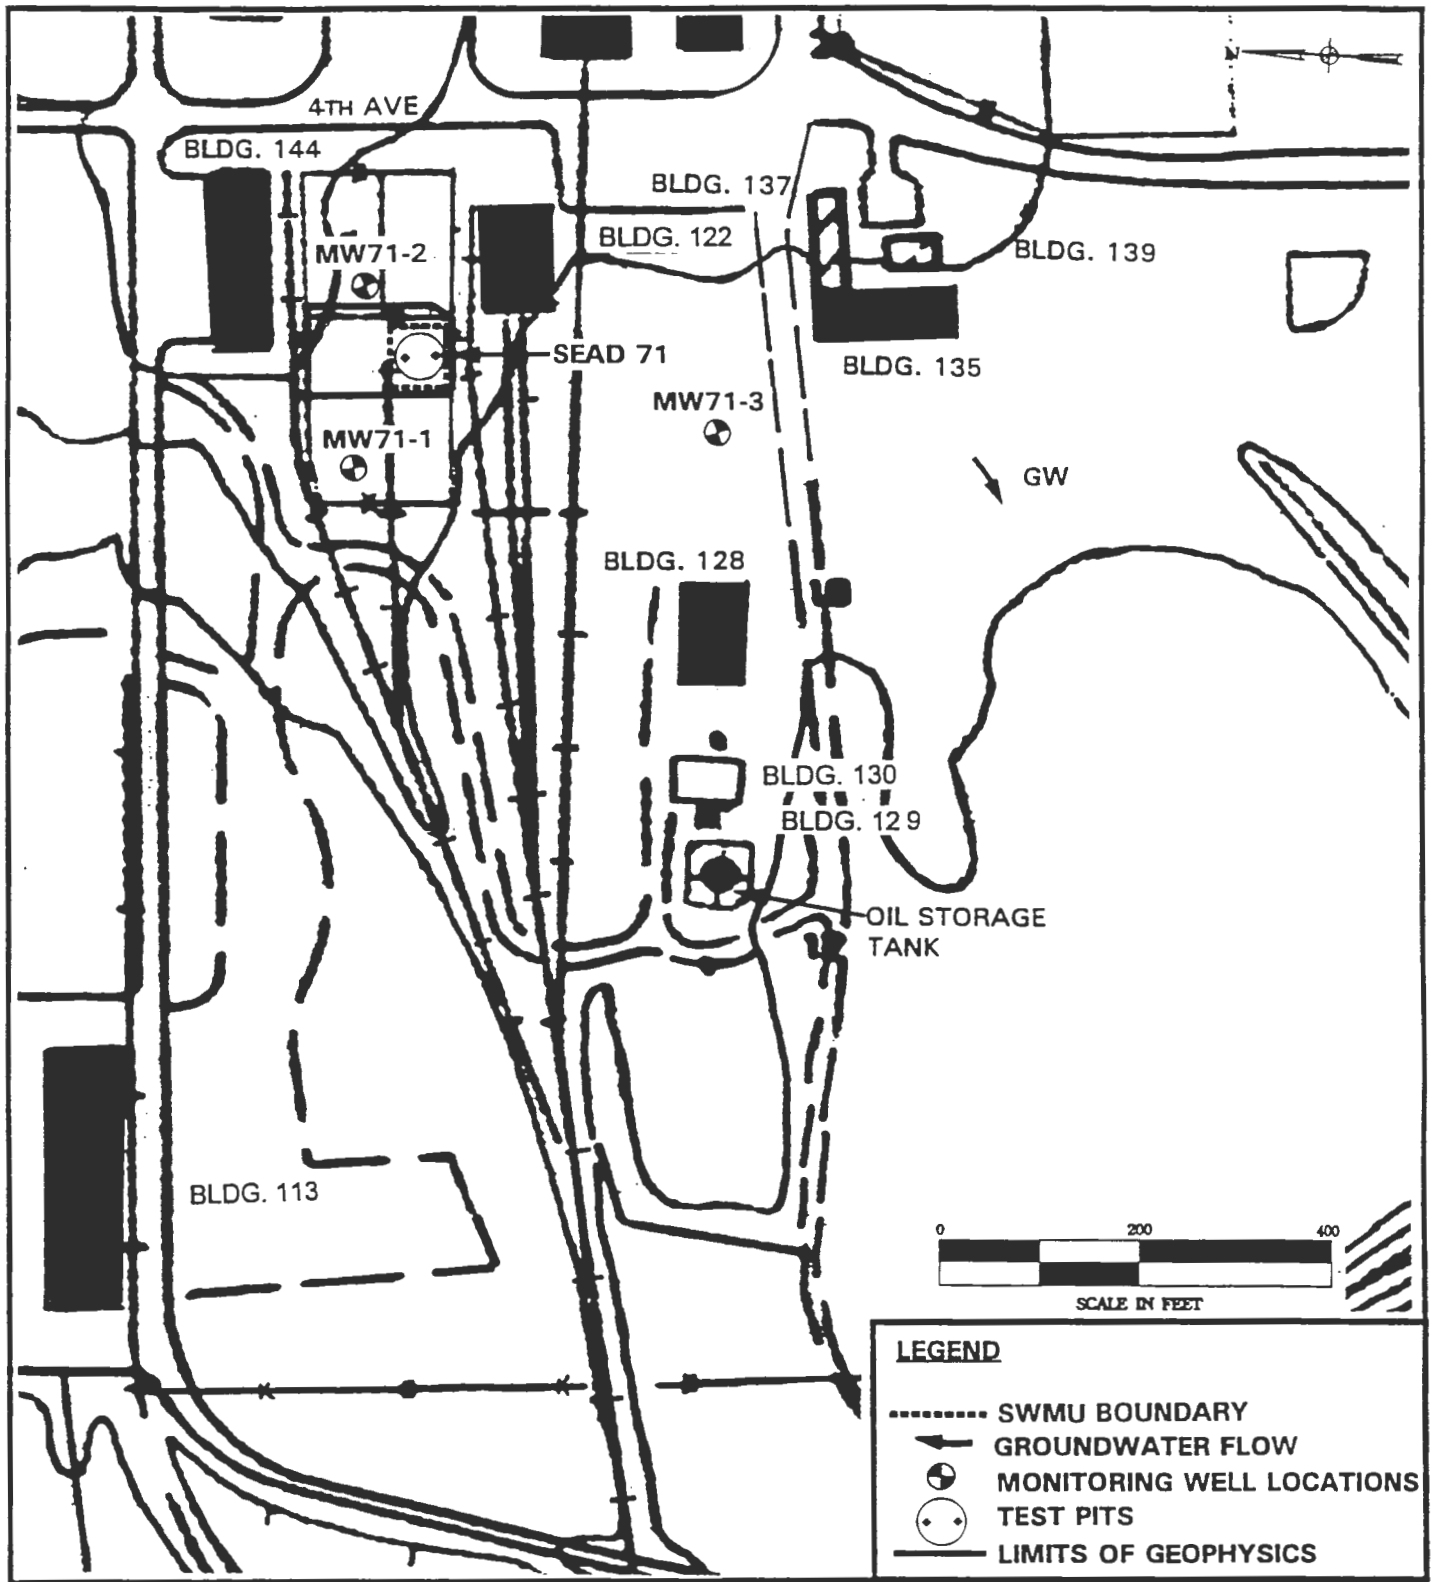 N
4TH AVE
BLDG. 144
BLDG. 137
BLDG. 122
BLDG. 139
MW71-2
SEAD 71
BLDG. 135
MW71-3
MW71-1
GW
BLDG. 128
BLDG. 130
BLDG. 129
OIL STORAGE
TANK
BLDG. 113
0 200 400
SCALE IN FEET
LEGEND
SWMU BOUNDARY
GROUNDWATER FLOW
MONITORING WELL LOCATIONS
TEST PITS
LIMITS OF GEOPHYSICS